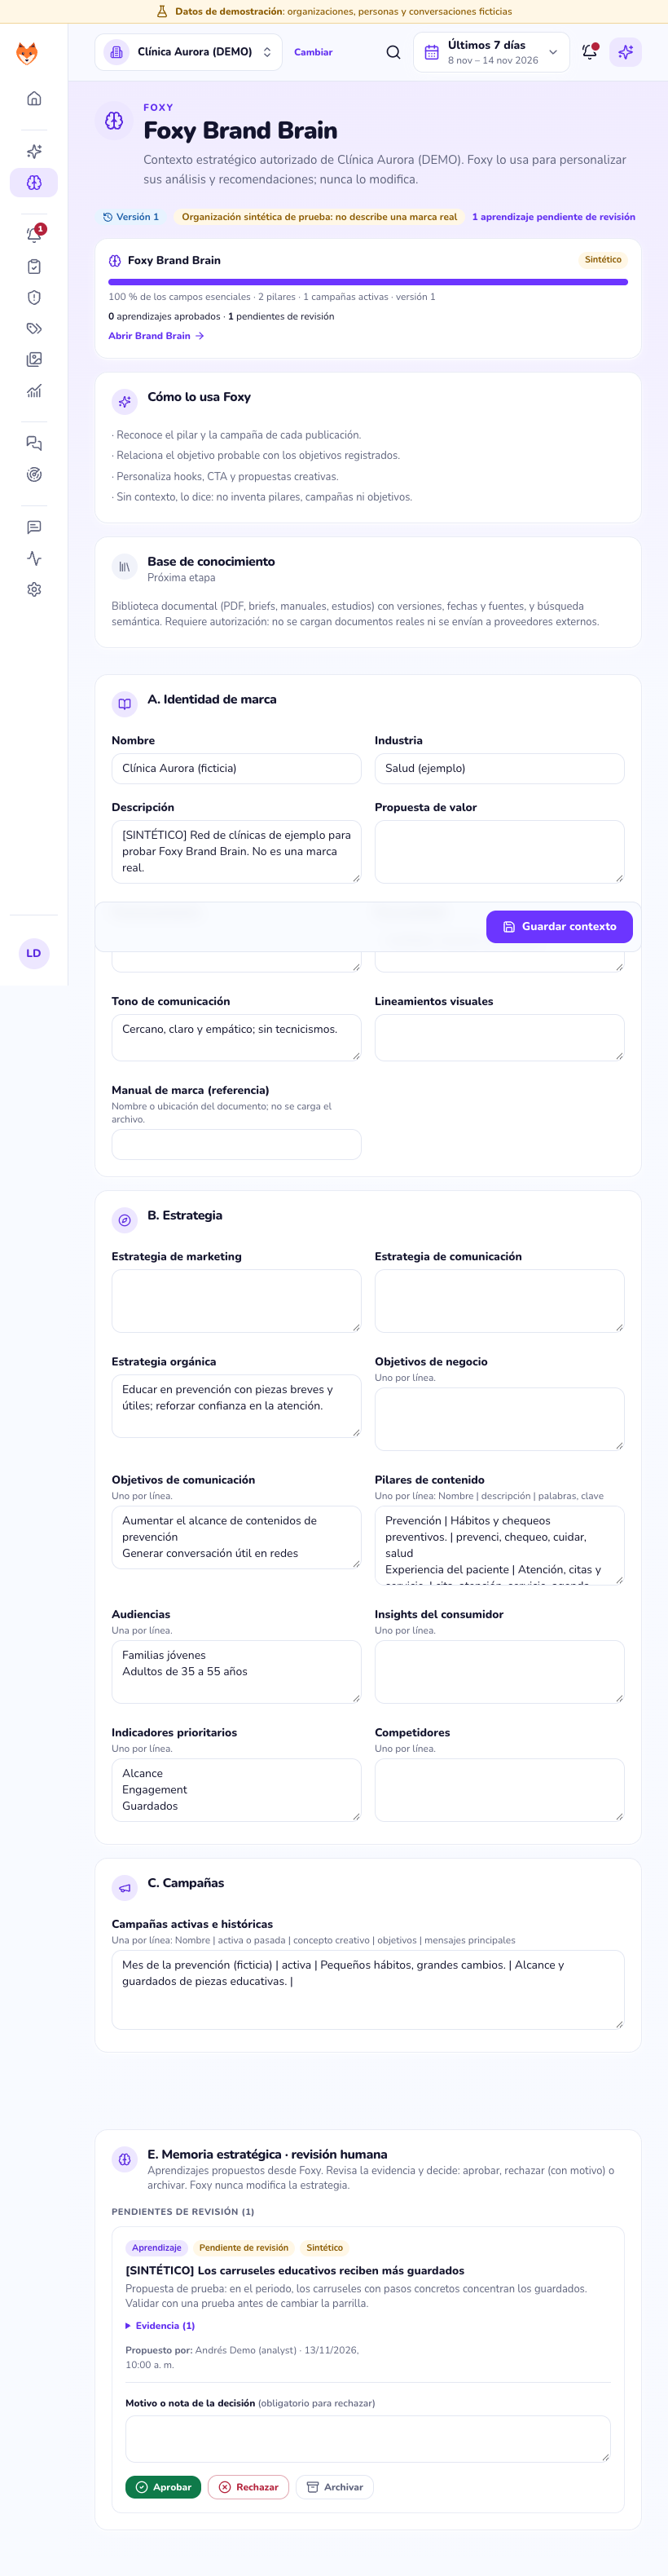 Datos de demostración: organizaciones, personas y conversaciones ficticias
Clínica Aurora (DEMO)
Cambiar
Últimos 7 días
8 nov – 14 nov 2026
FOXY
Foxy Brand Brain
Contexto estratégico autorizado de Clínica Aurora (DEMO). Foxy lo usa para personalizar
sus análisis y recomendaciones; nunca lo modifica.
1
Versión 1
Organización sintética de prueba: no describe una marca real
1 aprendizaje pendiente de revisión
Foxy Brand Brain
Sintético
100 % de los campos esenciales · 2 pilares · 1 campañas activas · versión 1
0 aprendizajes aprobados · 1 pendientes de revisión
Abrir Brand Brain →
Cómo lo usa Foxy
· Reconoce el pilar y la campaña de cada publicación.
· Relaciona el objetivo probable con los objetivos registrados.
· Personaliza hooks, CTA y propuestas creativas.
· Sin contexto, lo dice: no inventa pilares, campañas ni objetivos.
Base de conocimiento
Próxima etapa
Biblioteca documental (PDF, briefs, manuales, estudios) con versiones, fechas y fuentes, y búsqueda
semántica. Requiere autorización: no se cargan documentos reales ni se envían a proveedores externos.
A. Identidad de marca
Nombre
Industria
Clínica Aurora (ficticia)
Salud (ejemplo)
Descripción
Propuesta de valor
[SINTÉTICO] Red de clínicas de ejemplo para
probar Foxy Brand Brain. No es una marca
real.
Guardar contexto
LD
Tono de comunicación
Lineamientos visuales
Cercano, claro y empático; sin tecnicismos.
Manual de marca (referencia)
Nombre o ubicación del documento; no se carga el
archivo.
B. Estrategia
Estrategia de marketing
Estrategia de comunicación
Estrategia orgánica
Objetivos de negocio
Uno por línea.
Educar en prevención con piezas breves y
útiles; reforzar confianza en la atención.
Objetivos de comunicación
Pilares de contenido
Uno por línea.
Uno por línea: Nombre | descripción | palabras, clave
Aumentar el alcance de contenidos de
prevención
Generar conversación útil en redes
Prevención | Hábitos y chequeos
preventivos. | prevenci, chequeo, cuidar,
salud
Experiencia del paciente | Atención, citas y
servicio. | cita, atención, servicio, agenda
Audiencias
Insights del consumidor
Una por línea.
Uno por línea.
Familias jóvenes
Adultos de 35 a 55 años
Indicadores prioritarios
Competidores
Uno por línea.
Uno por línea.
Alcance
Engagement
Guardados
C. Campañas
Campañas activas e históricas
Una por línea: Nombre | activa o pasada | concepto creativo | objetivos | mensajes principales
Mes de la prevención (ficticia) | activa | Pequeños hábitos, grandes cambios. | Alcance y
guardados de piezas educativas. |
E. Memoria estratégica · revisión humana
Aprendizajes propuestos desde Foxy. Revisa la evidencia y decide: aprobar, rechazar (con motivo) o
archivar. Foxy nunca modifica la estrategia.
PENDIENTES DE REVISIÓN (1)
Aprendizaje
Pendiente de revisión
Sintético
[SINTÉTICO] Los carruseles educativos reciben más guardados
Propuesta de prueba: en el periodo, los carruseles con pasos concretos concentran los guardados.
Validar con una prueba antes de cambiar la parrilla.
Evidencia (1)
Propuesto por: Andrés Demo (analyst) · 13/11/2026,
10:00 a. m.
Motivo o nota de la decisión (obligatorio para rechazar)
Aprobar
Rechazar
Archivar